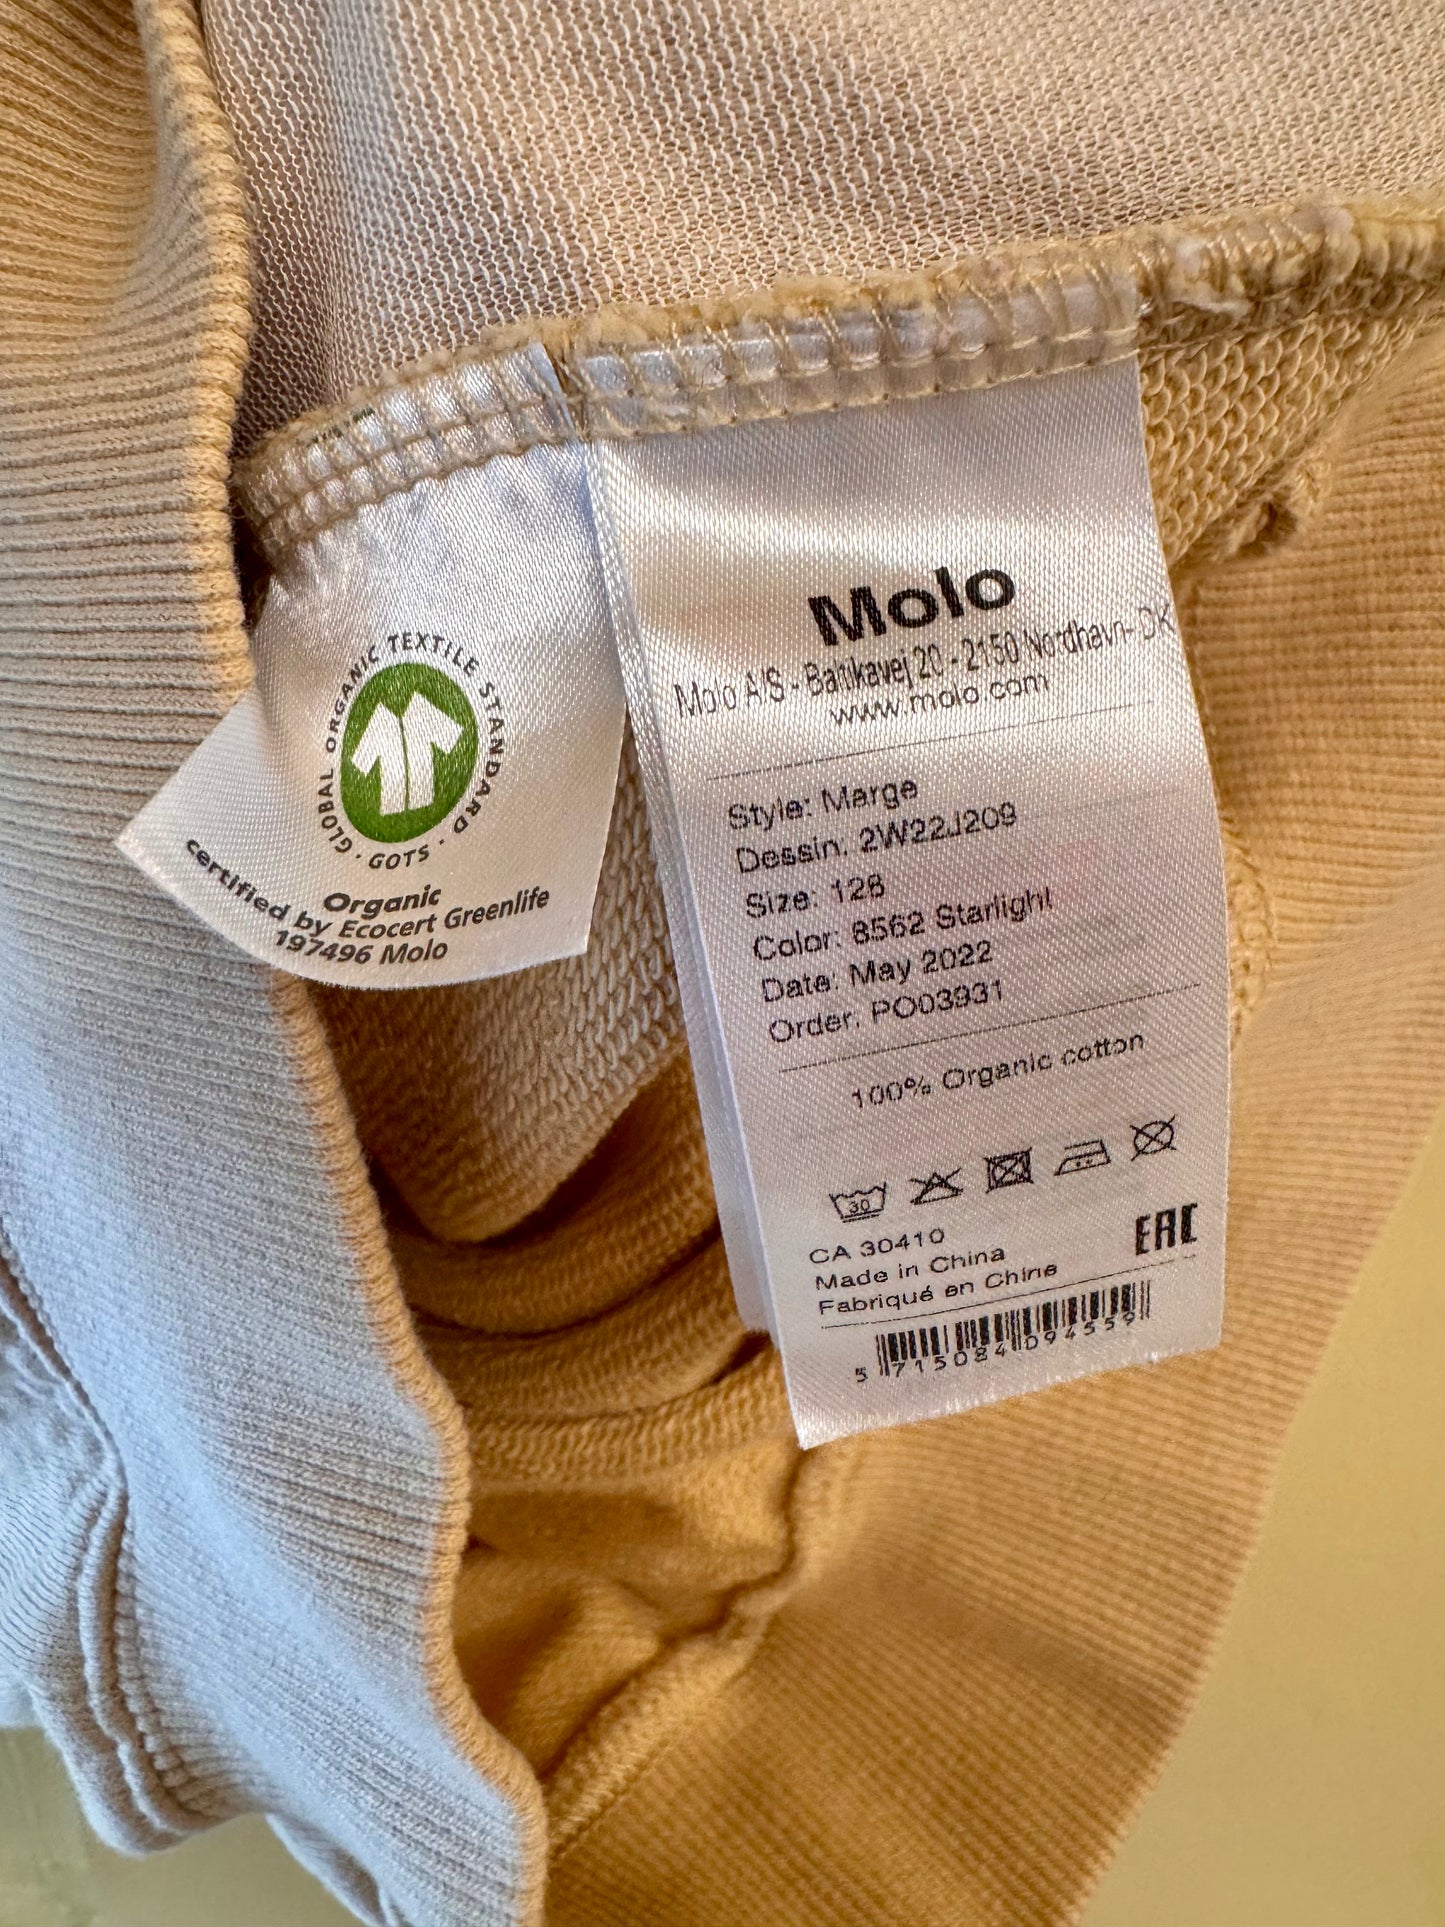 GLOBAL ORGANIC TEXTILE STANDARD · GOTS ·
Organic
certified by Ecocert Greenlife
197496 Molo
Molo
Molo A/S - Baltikavej 20 - 2150 Nordhavn- DK
www.molo.com
Style: Marge
Dessin: 2W22J209
Size: 128
Color: 8562 Starlight
Date: May 2022
Order: PO03931
100% Organic cotton
30
CA 30410
Made in China
Fabriqué en Chine
EAC
5 715084 094559